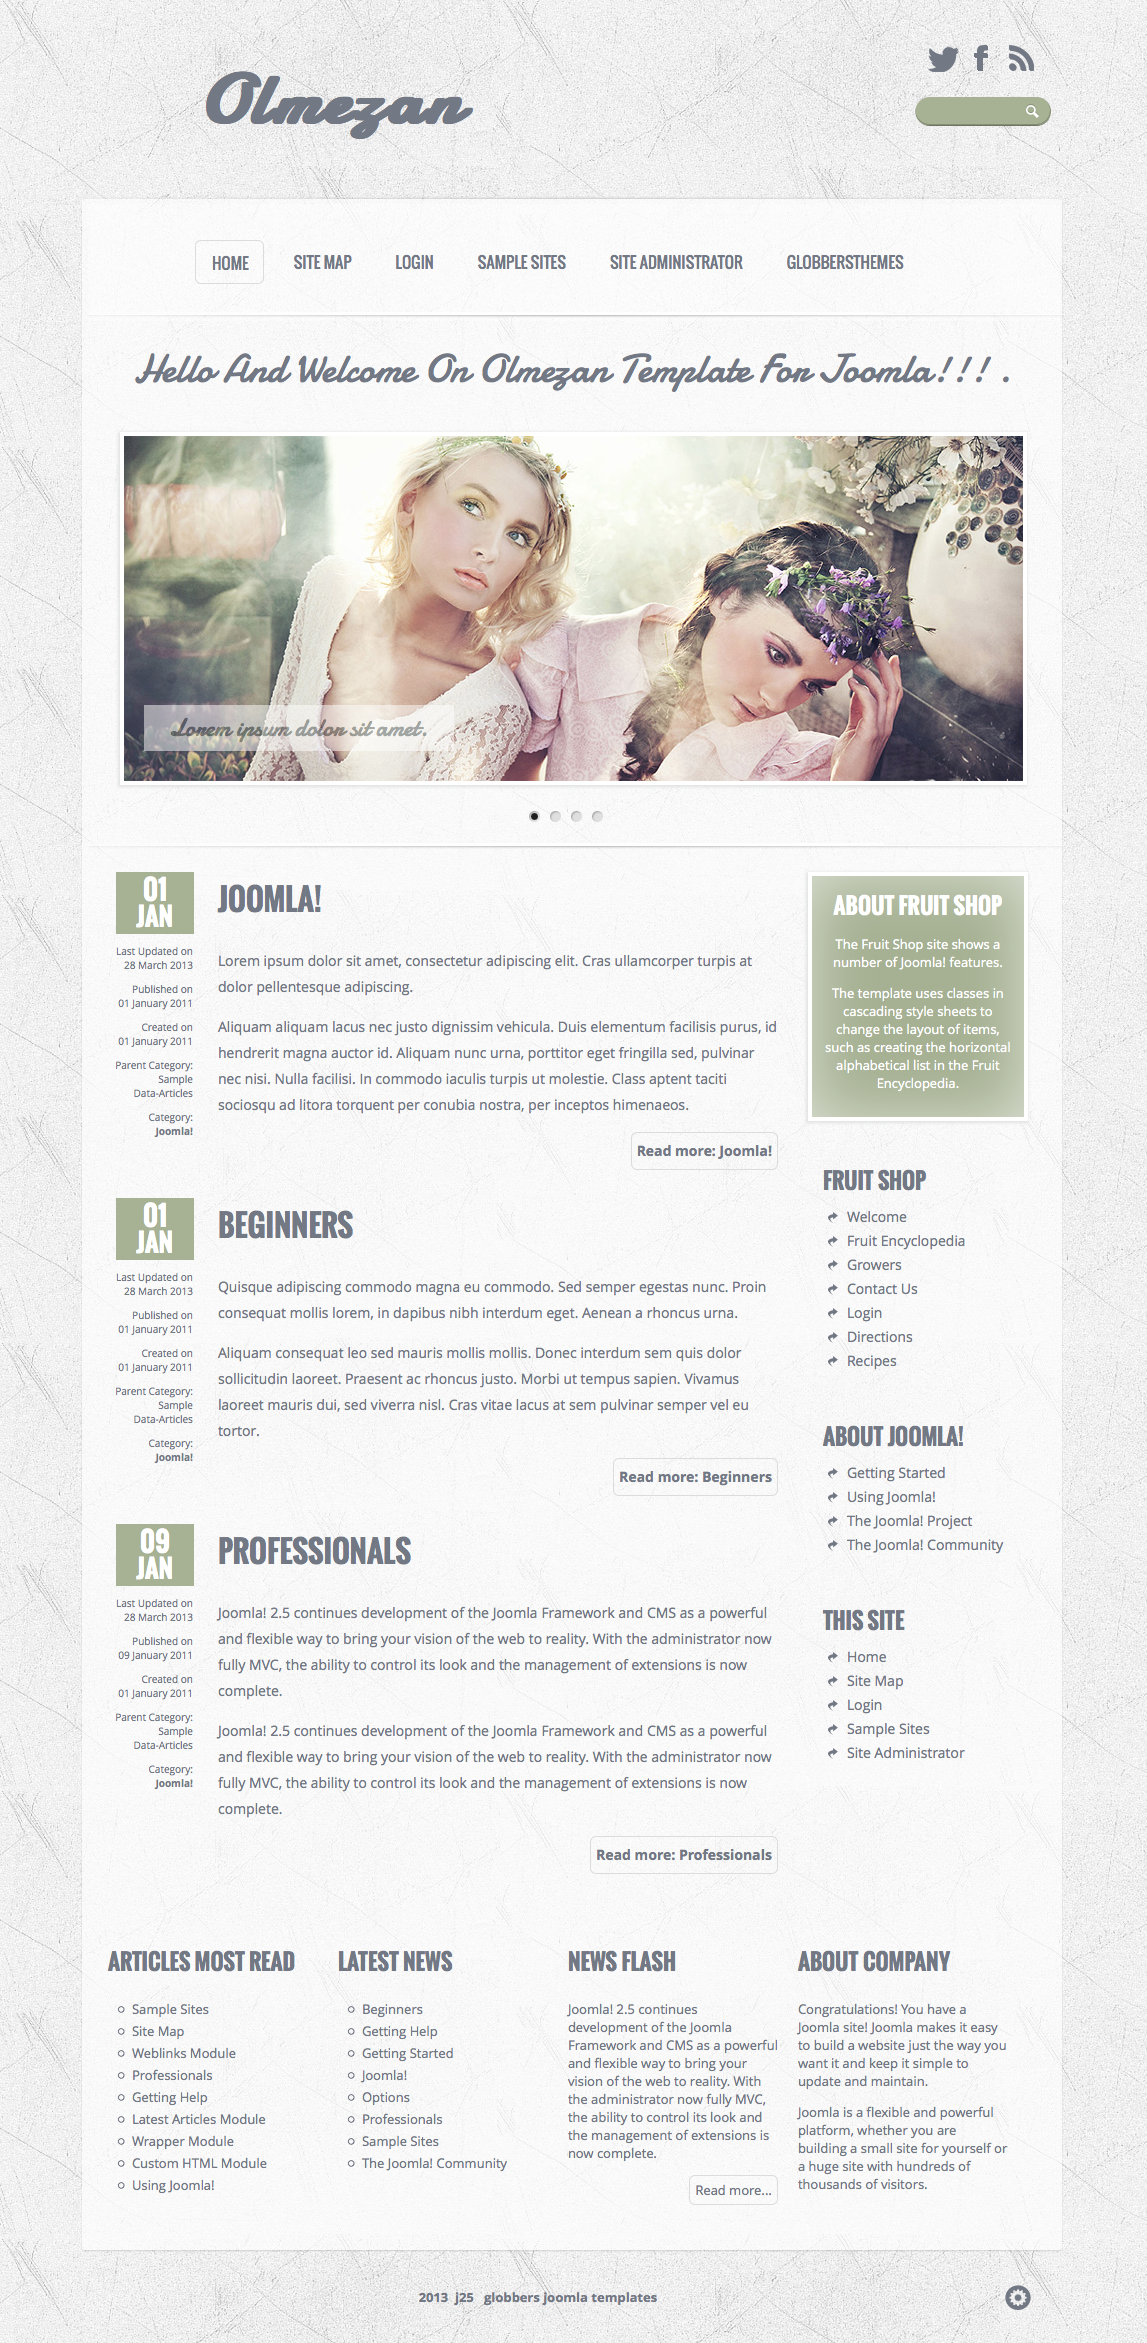 Olmezan
HOME
SITE MAP
LOGIN
SAMPLE SITES
SITE ADMINISTRATOR
GLOBBERSTHEMES
Hello And Welcome On Olmezan Template For Joomla!!! .
Lorem ipsum dolor sit amet.
01
JAN
Last Updated on
28 March 2013
Published on
01 January 2011
Created on
01 January 2011
Parent Category:
Sample
Data-Articles
Category:
Joomla!
JOOMLA!
Lorem ipsum dolor sit amet, consectetur adipiscing elit. Cras ullamcorper turpis at
dolor pellentesque adipiscing.
Aliquam aliquam lacus nec justo dignissim vehicula. Duis elementum facilisis purus, id
hendrerit magna auctor id. Aliquam nunc urna, porttitor eget fringilla sed, pulvinar
nec nisi. Nulla facilisi. In commodo iaculis turpis ut molestie. Class aptent taciti
sociosqu ad litora torquent per conubia nostra, per inceptos himenaeos.
Read more: Joomla!
01
JAN
Last Updated on
28 March 2013
Published on
01 January 2011
Created on
01 January 2011
Parent Category:
Sample
Data-Articles
Category:
Joomla!
BEGINNERS
Quisque adipiscing commodo magna eu commodo. Sed semper egestas nunc. Proin
consequat mollis lorem, in dapibus nibh interdum eget. Aenean a rhoncus urna.
Aliquam consequat leo sed mauris mollis mollis. Donec interdum sem quis dolor
sollicitudin laoreet. Praesent ac rhoncus justo. Morbi ut tempus sapien. Vivamus
laoreet mauris dui, sed viverra nisl. Cras vitae lacus at sem pulvinar semper vel eu
tortor.
Read more: Beginners
09
JAN
Last Updated on
28 March 2013
Published on
09 January 2011
Created on
01 January 2011
Parent Category:
Sample
Data-Articles
Category:
Joomla!
PROFESSIONALS
Joomla! 2.5 continues development of the Joomla Framework and CMS as a powerful
and flexible way to bring your vision of the web to reality. With the administrator now
fully MVC, the ability to control its look and the management of extensions is now
complete.
Joomla! 2.5 continues development of the Joomla Framework and CMS as a powerful
and flexible way to bring your vision of the web to reality. With the administrator now
fully MVC, the ability to control its look and the management of extensions is now
complete.
Read more: Professionals
ABOUT FRUIT SHOP
The Fruit Shop site shows a
number of Joomla! features.
The template uses classes in
cascading style sheets to
change the layout of items,
such as creating the horizontal
alphabetical list in the Fruit
Encyclopedia.
FRUIT SHOP
Welcome
Fruit Encyclopedia
Growers
Contact Us
Login
Directions
Recipes
ABOUT JOOMLA!
Getting Started
Using Joomla!
The Joomla! Project
The Joomla! Community
THIS SITE
Home
Site Map
Login
Sample Sites
Site Administrator
ARTICLES MOST READ
Sample Sites
Site Map
Weblinks Module
Professionals
Getting Help
Latest Articles Module
Wrapper Module
Custom HTML Module
Using Joomla!
LATEST NEWS
Beginners
Getting Help
Getting Started
Joomla!
Options
Professionals
Sample Sites
The Joomla! Community
NEWS FLASH
Joomla! 2.5 continues
development of the Joomla
Framework and CMS as a powerful
and flexible way to bring your
vision of the web to reality. With
the administrator now fully MVC,
the ability to control its look and
the management of extensions is
now complete.
Read more...
ABOUT COMPANY
Congratulations! You have a
Joomla site! Joomla makes it easy
to build a website just the way you
want it and keep it simple to
update and maintain.
Joomla is a flexible and powerful
platform, whether you are
building a small site for yourself or
a huge site with hundreds of
thousands of visitors.
2013 j25 globbers joomla templates